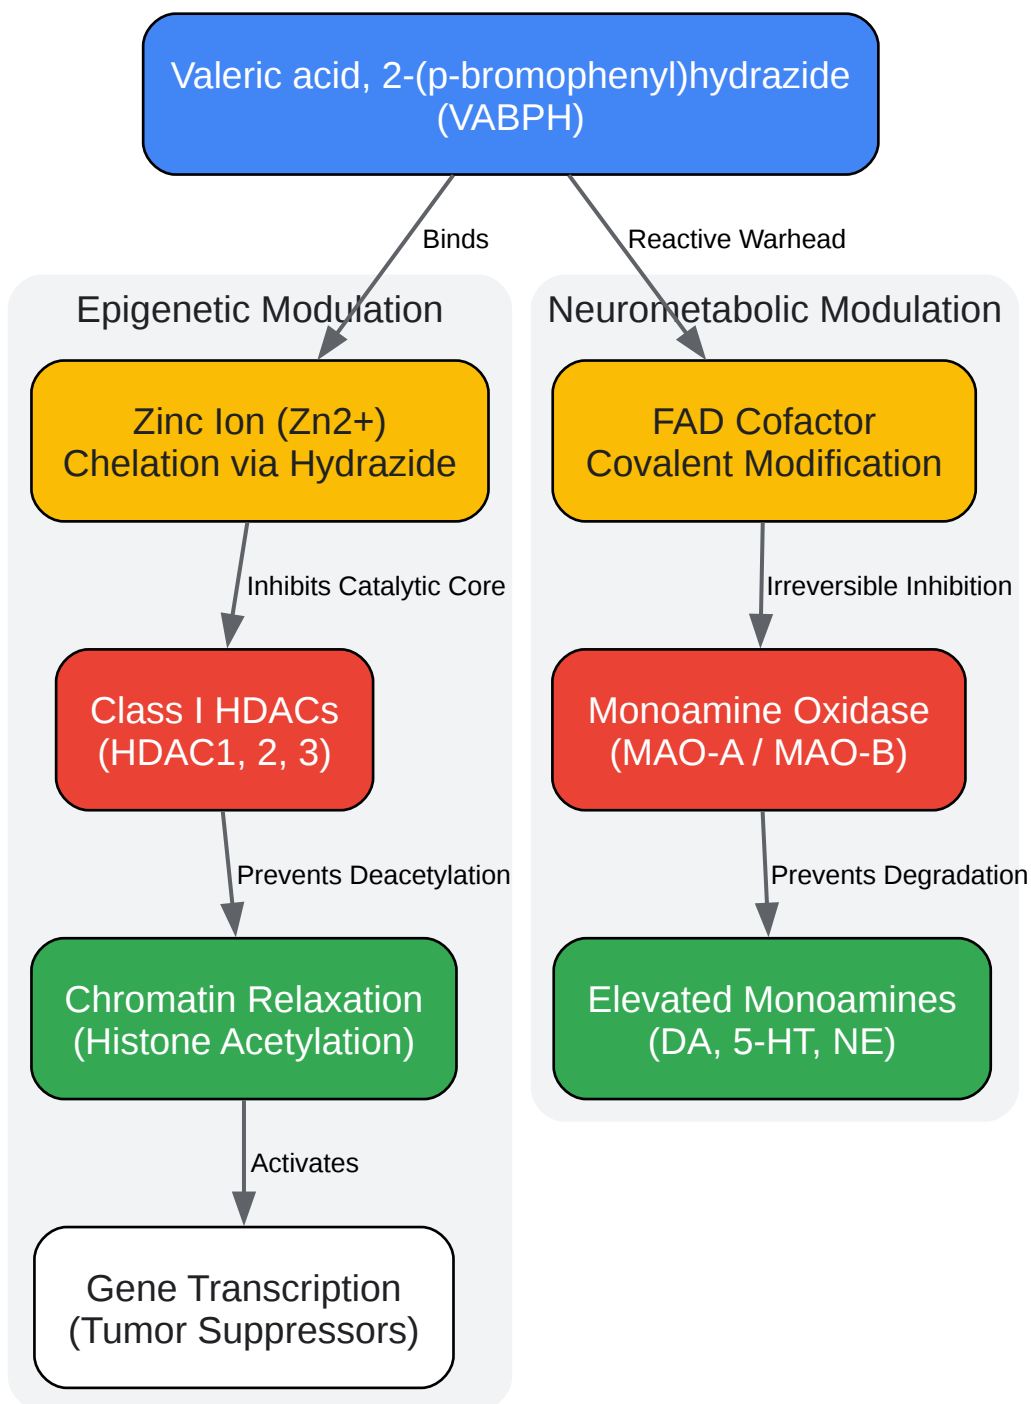 Valeric acid, 2-(p-bromophenyl)hydrazide
(VABPH)
Binds
Reactive Warhead
Epigenetic Modulation
Neurometabolic Modulation
Zinc Ion (Zn2+)
Chelation via Hydrazide
FAD Cofactor
Covalent Modification
Inhibits Catalytic Core
Irreversible Inhibition
Class I HDACs
(HDAC1, 2, 3)
Monoamine Oxidase
(MAO-A / MAO-B)
Prevents Deacetylation
Prevents Degradation
Chromatin Relaxation
(Histone Acetylation)
Elevated Monoamines
(DA, 5-HT, NE)
Activates
Gene Transcription
(Tumor Suppressors)